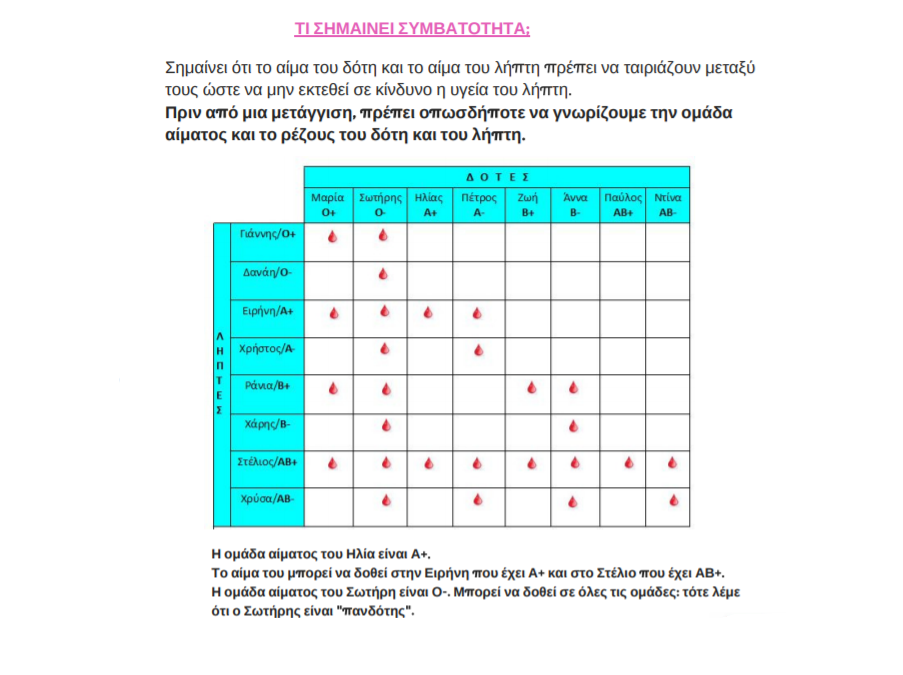 ΤΙ ΣΗΜΑΙΝΕΙ ΣΥΜΒΑΤΟΤΗΤΑ;
Σημαίνει ότι το αίμα του δότη και το αίμα του λήπτη πρέπει να ταιριάζουν μεταξύ
τους ώστε να μην εκτεθεί σε κίνδυνο η υγεία του λήπτη.
Πριν από μια μετάγγιση, πρέπει οπωσδήποτε να γνωρίζουμε την ομάδα
αίματος και το ρέζους του δότη και του λήπτη.
Δ Ο Τ Ε Σ
Μαρία Σωτήρης Ηλίας Πέτρος Ζωή Άννα Παύλος Ντίνα
O+ O- A+ A- B+ B- AB+ AB-
ΛΗΠΤΕΣ
Γιάννης/O+
Δανάη/O-
Ειρήνη/A+
Χρήστος/A-
Ράνια/B+
Χάρης/B-
Στέλιος/AB+
Χρύσα/AB-
Η ομάδα αίματος του Ηλία είναι Α+.
Το αίμα του μπορεί να δοθεί στην Ειρήνη που έχει Α+ και στο Στέλιο που έχει ΑΒ+.
Η ομάδα αίματος του Σωτήρη είναι Ο-. Μπορεί να δοθεί σε όλες τις ομάδες: τότε λέμε
ότι ο Σωτήρης είναι "πανδότης".